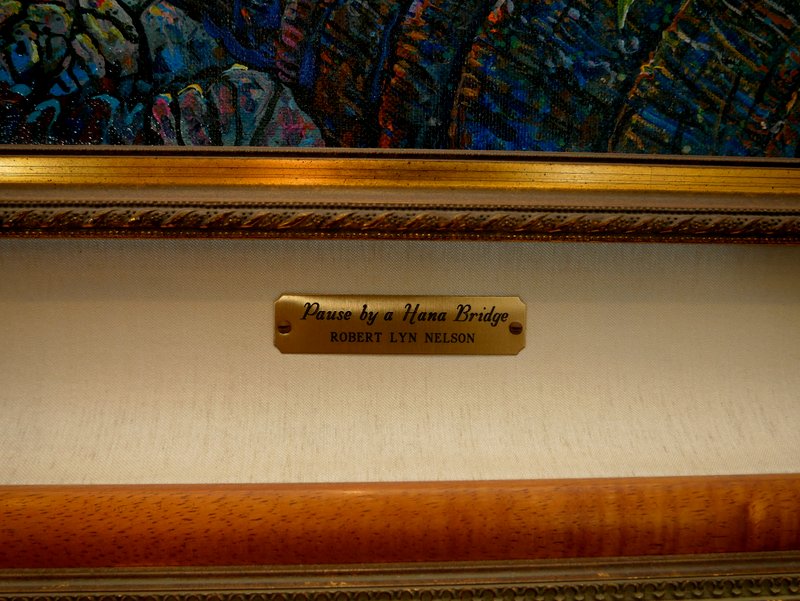 Pause by a Hana Bridge
ROBERT LYN NELSON